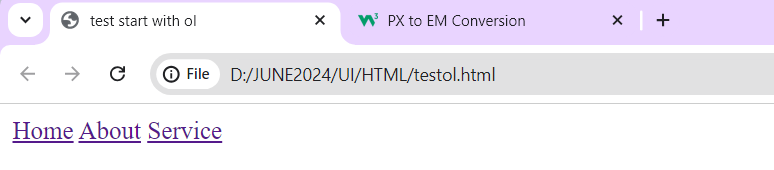 test start with ol
PX to EM Conversion
File D:/JUNE2024/UI/HTML/testol.html
Home About Service